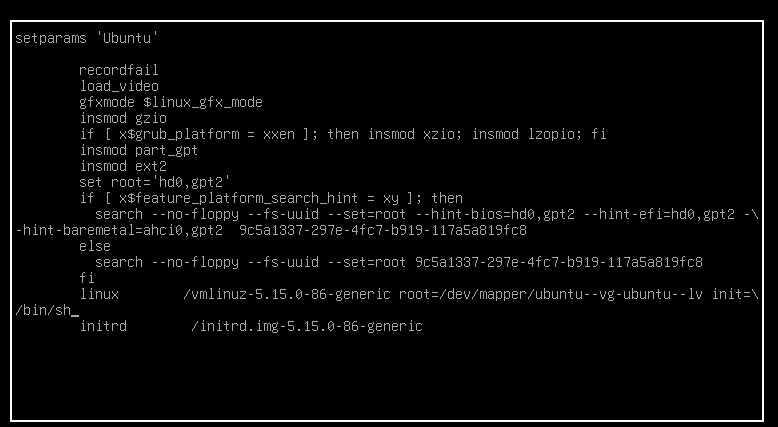 setparams 'Ubuntu'
recordfail
load_video
gfxmode $linux_gfx_mode
insmod gzio
if [ x$grub_platform = xxen ]; then insmod xzio; insmod lzopio; fi
insmod part_gpt
insmod ext2
set root='hd0,gpt2'
if [ x$feature_platform_search_hint = xy ]; then
search --no-floppy --fs-uuid --set=root --hint-bios=hd0,gpt2 --hint-efi=hd0,gpt2 -\
-hint-baremetal=ahci0,gpt2  9c5a1337-297e-4fc7-b919-117a5a819fc8
else
search --no-floppy --fs-uuid --set=root 9c5a1337-297e-4fc7-b919-117a5a819fc8
fi
linux        /vmlinuz-5.15.0-86-generic root=/dev/mapper/ubuntu--vg-ubuntu--lv init=\
/bin/sh_
initrd        /initrd.img-5.15.0-86-generic